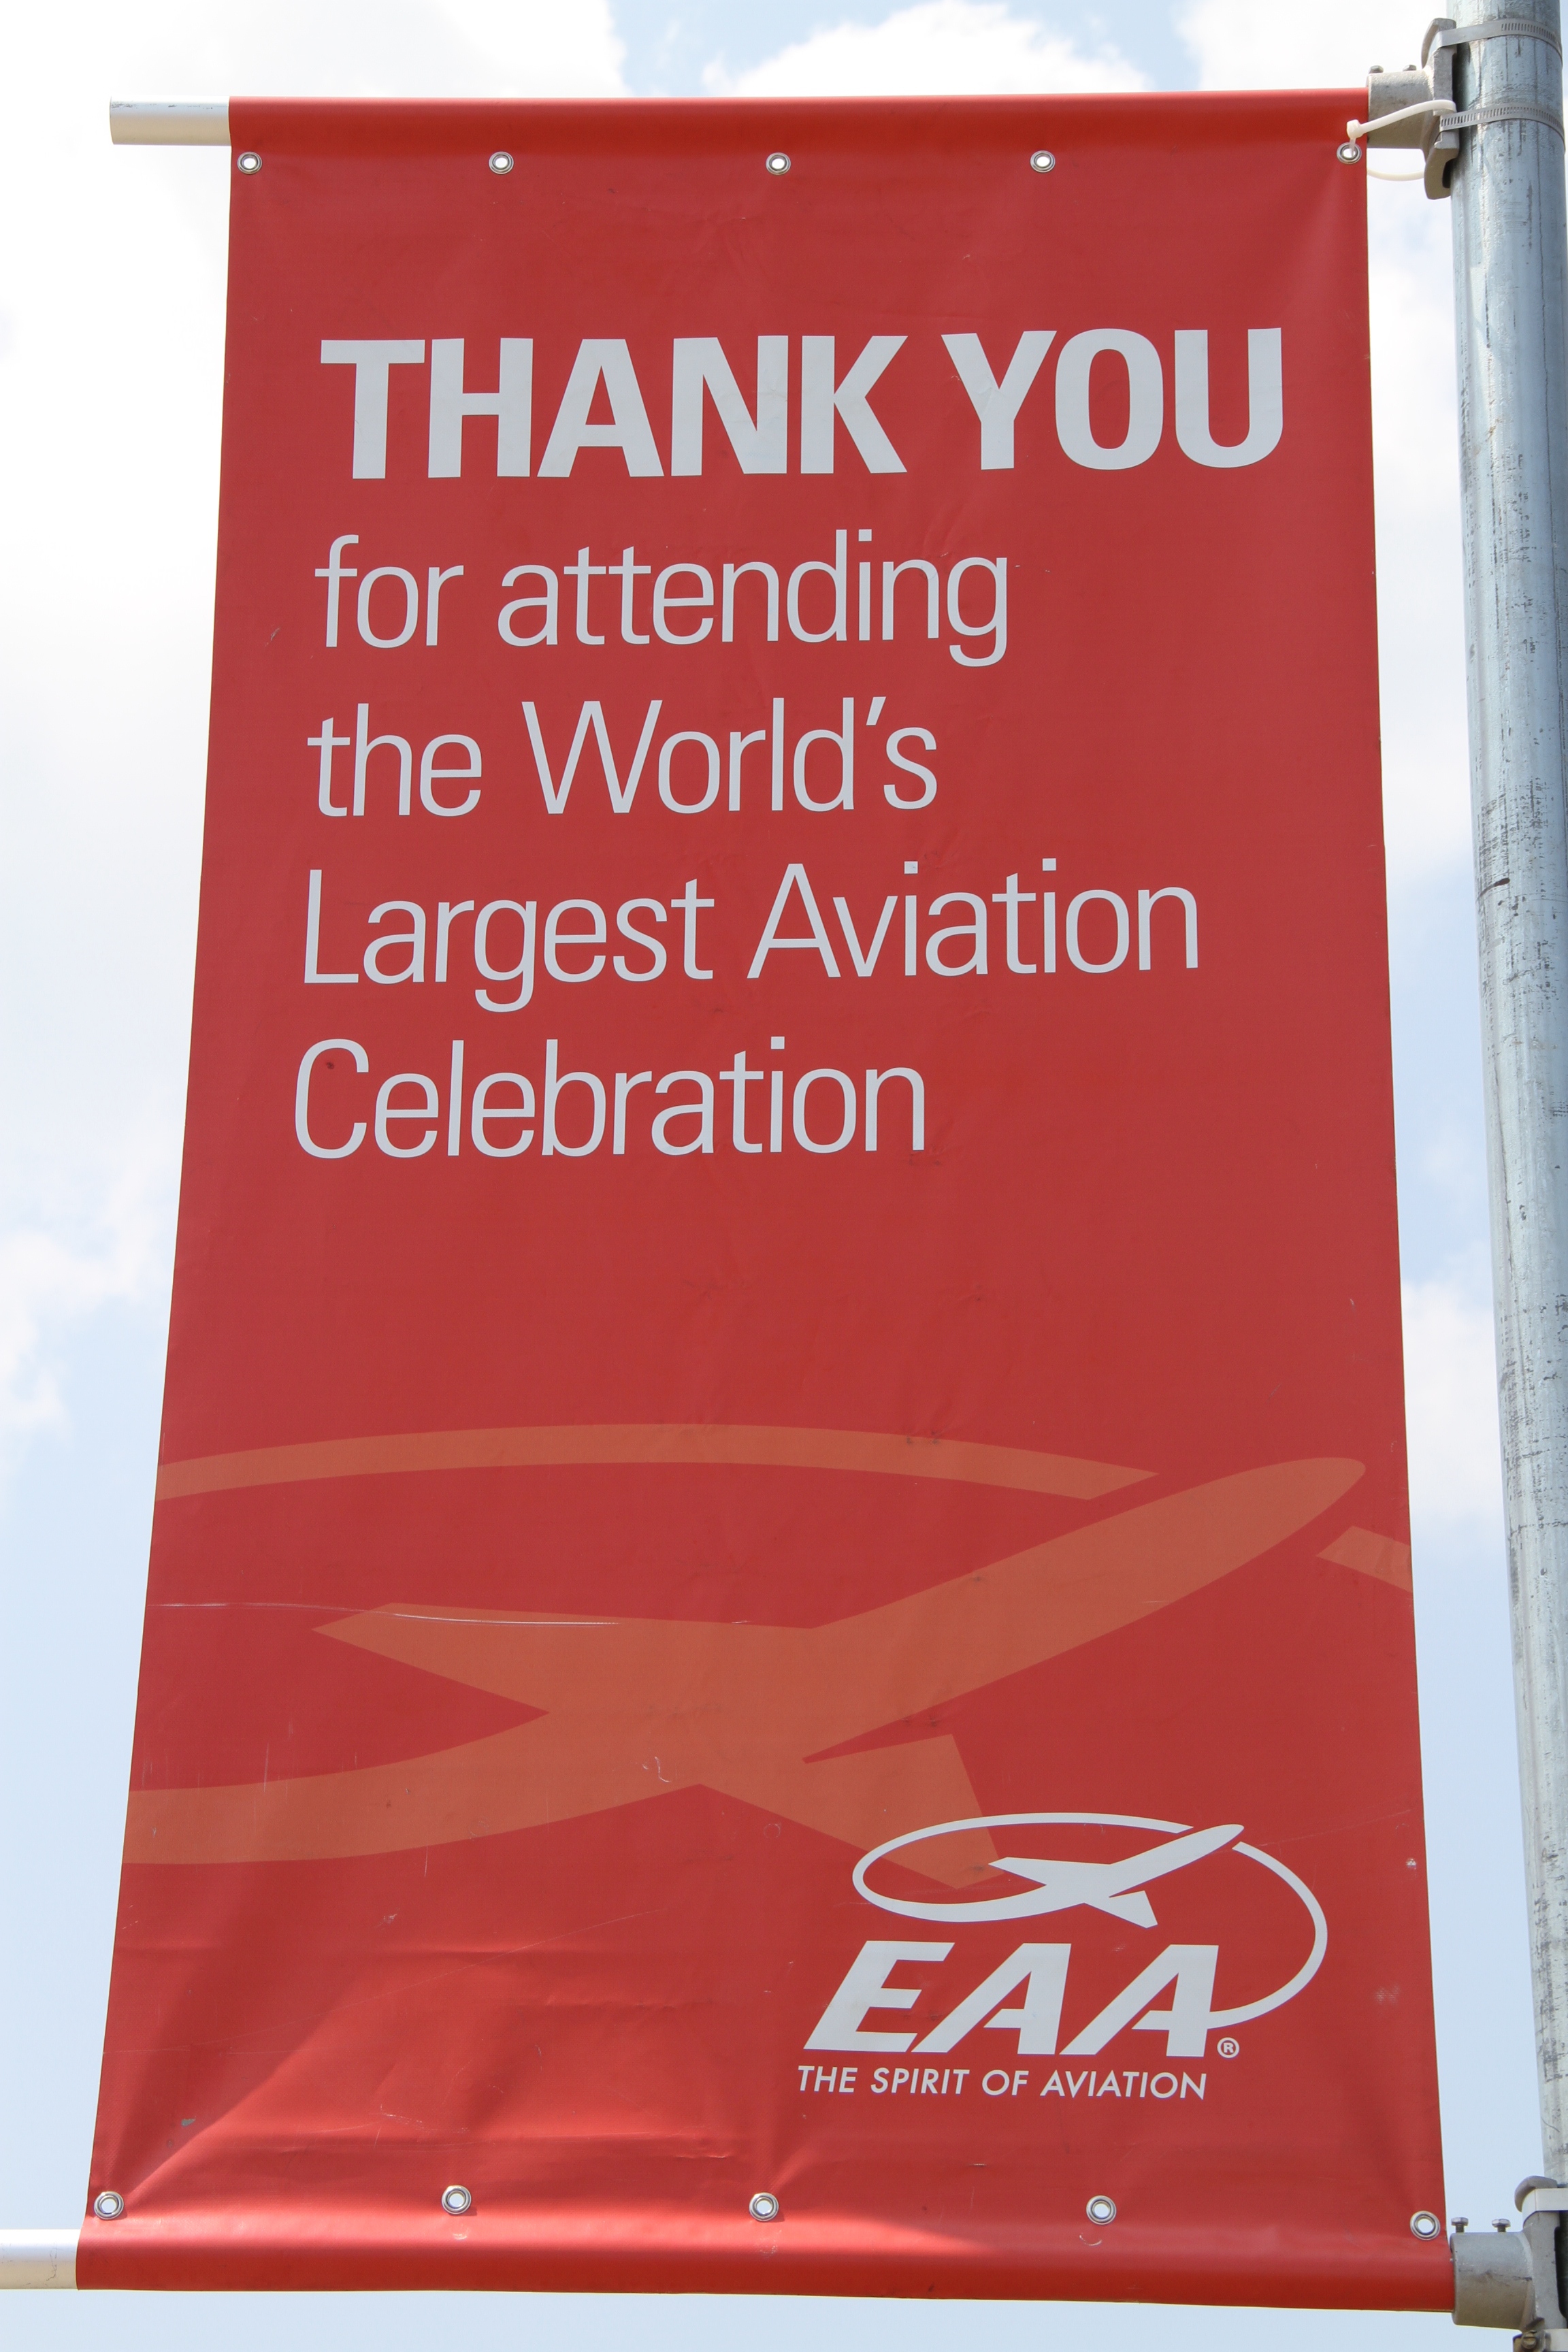 THANK YOU
for attending
the World's
Largest Aviation
Celebration
EAA®
THE SPIRIT OF AVIATION